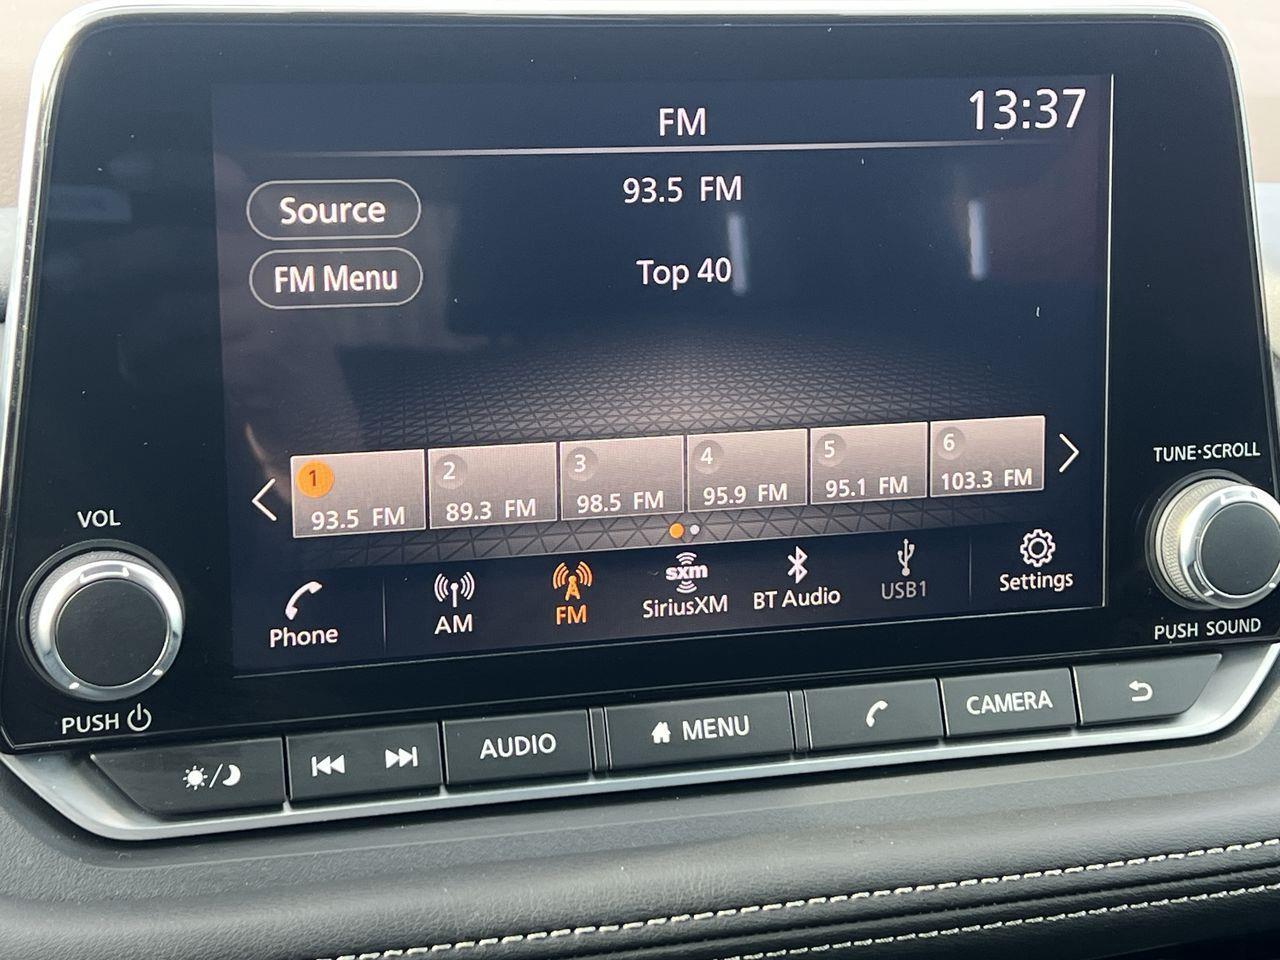 FM
13:37
Source
93.5 FM
FM Menu
Top 40
1
93.5 FM
2
89.3 FM
3
98.5 FM
4
95.9 FM
5
95.1 FM
6
103.3 FM
Phone
AM
FM
sxm
SiriusXM
BT Audio
USB1
Settings
VOL
PUSH
TUNE·SCROLL
PUSH SOUND
AUDIO
MENU
CAMERA